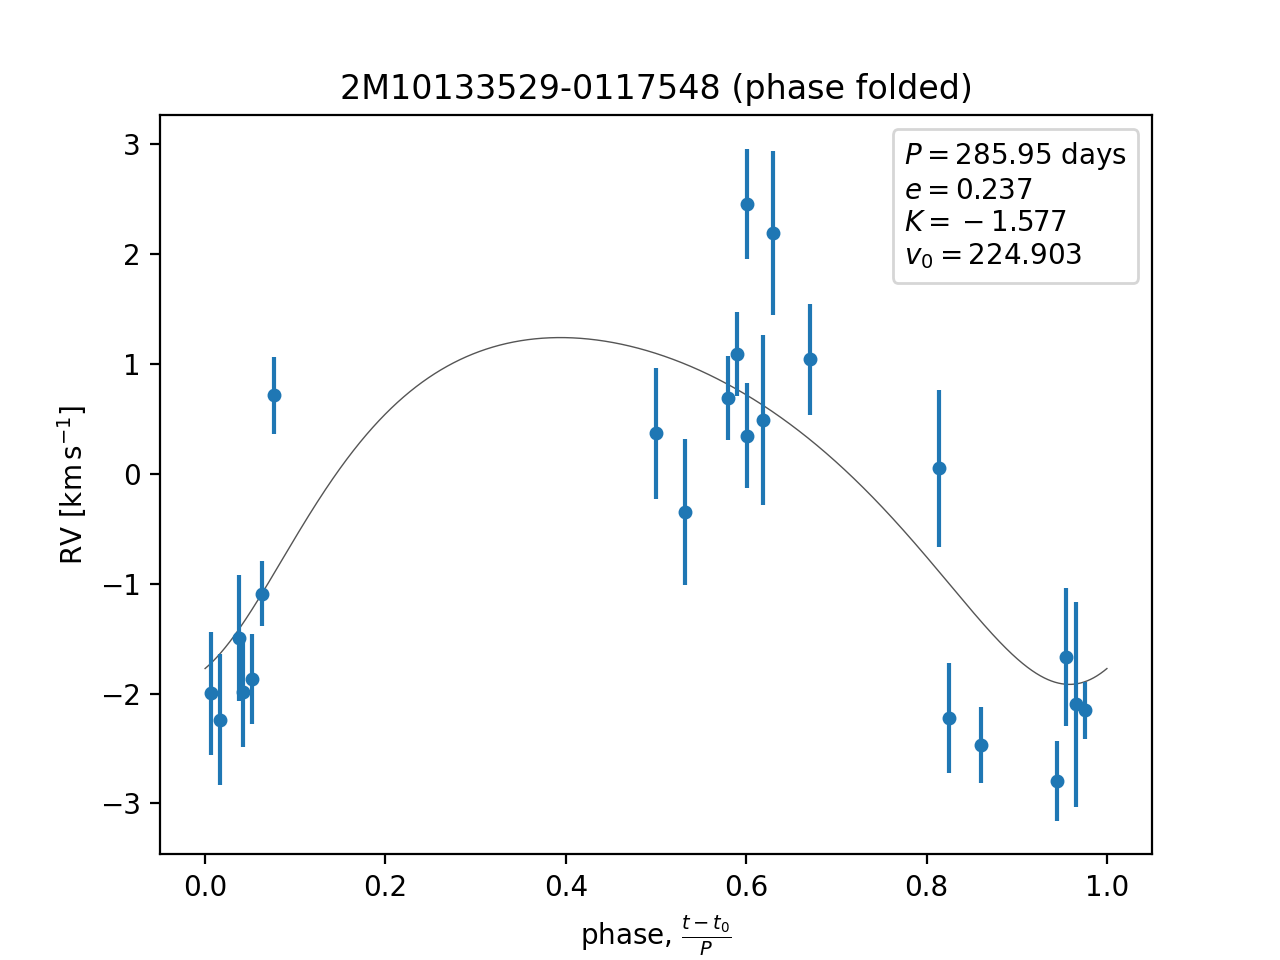 2M10133529-0117548 (phase folded)
P = 285.95 days
e = 0.237
K = −1.577
v₀ = 224.903
RV [km s⁻¹]
3
2
1
0
−1
−2
−3
0.0 0.2 0.4 0.6 0.8 1.0
phase, (t − t₀)/P